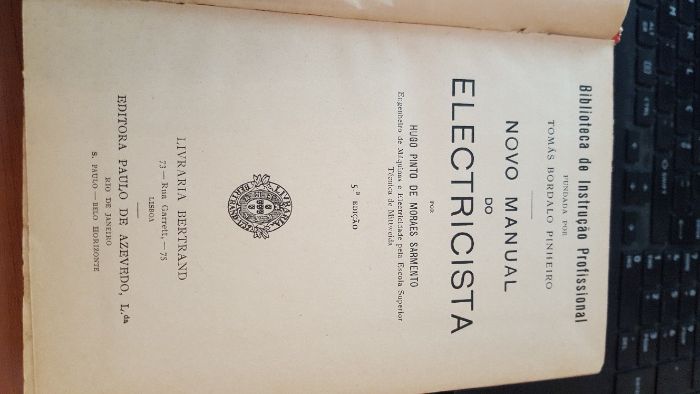 Biblioteca de Instrução Profissional
FUNDADA POR
TOMÁS BORDALO PINHEIRO
NOVO MANUAL
DO
ELECTRICISTA
POR
HUGO PINTO DE MORAES SARMENTO
Engenheiro de Máquinas e Electricidade pela Escola Superior
Técnica de Mittweida
5.ª EDIÇÃO
LIVRARIA
BERTRAND
LIVRARIA BERTRAND
73 — Rua Garrett, — 75
LISBOA
EDITORA PAULO DE AZEVEDO, L.da
RIO DE JANEIRO
S. PAULO — BELO HORIZONTE